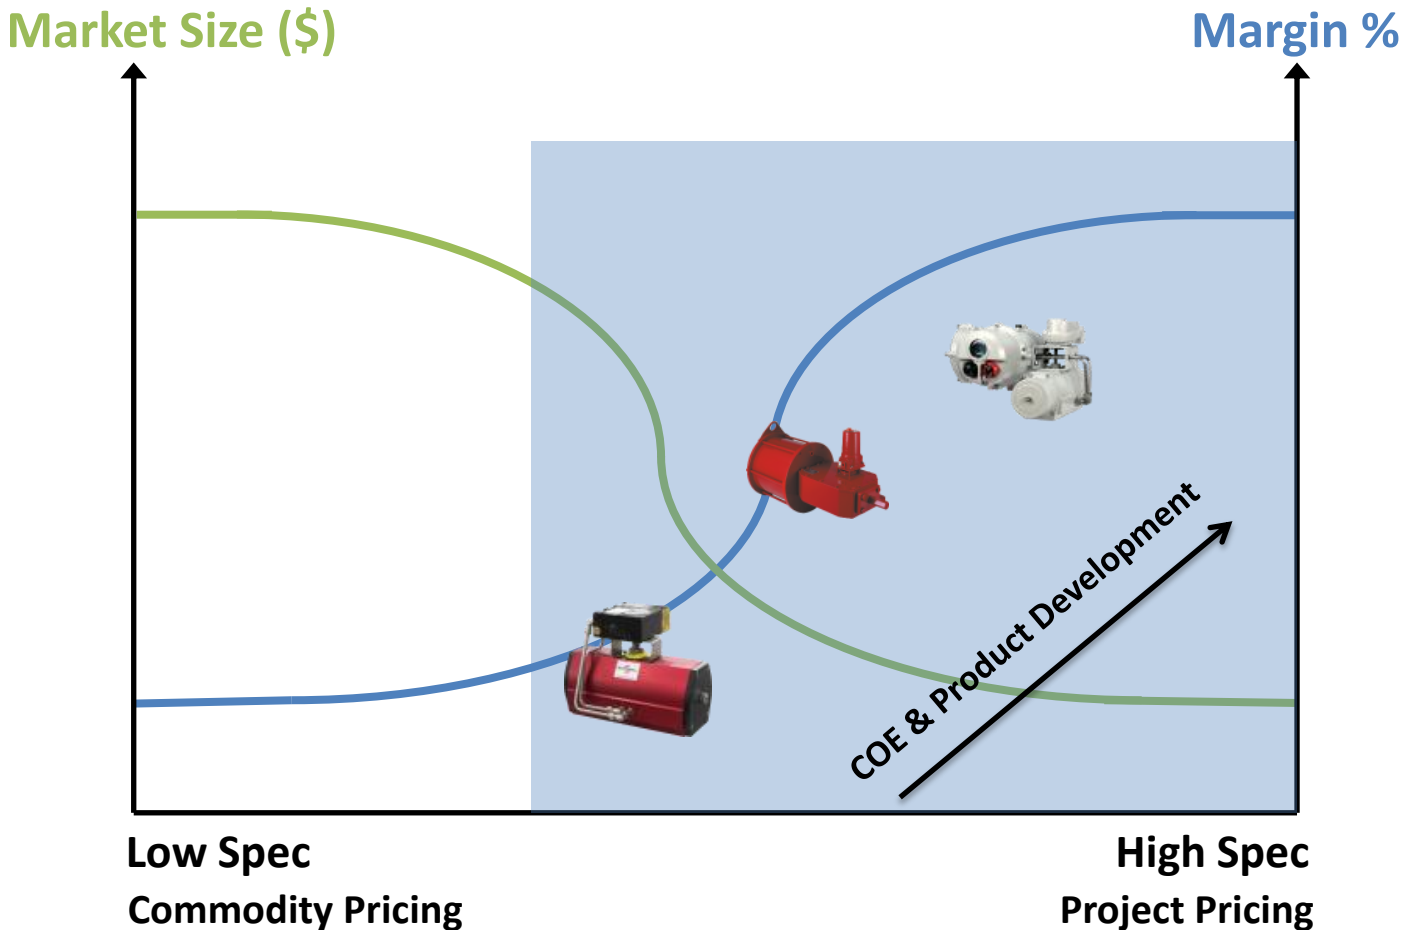 Market Size ($)
Margin %
COE & Product Development
Low Spec
High Spec
Commodity Pricing
Project Pricing